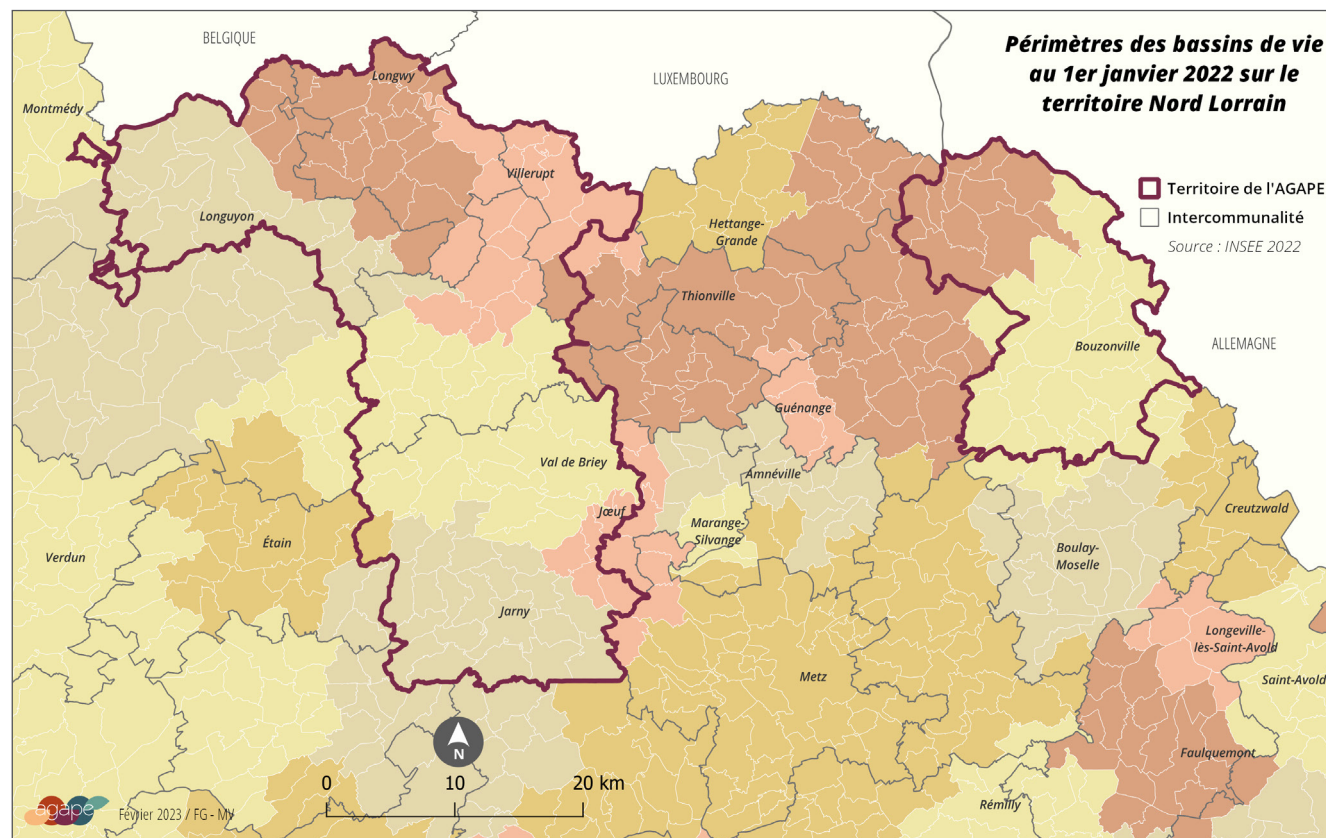 Périmètres des bassins de vie
au 1er janvier 2022 sur le
territoire Nord Lorrain
Territoire de l'AGAPE
Intercommunalité
Source : INSEE 2022
BELGIQUE
LUXEMBOURG
ALLEMAGNE
Montmédy
Longwy
Villerupt
Longuyon
Hettange-
Grande
Thionville
Bouzonville
Guénange
Val de Briey
Amnéville
Jœuf
Marange-
Silvange
Creutzwald
Étain
Verdun
Boulay-
Moselle
Jarny
Longeville-
lès-Saint-Avold
Metz
Saint-Avold
Faulquemont
Rémilly
N
0 10 20 km
agape
Février 2023 / FG - MV